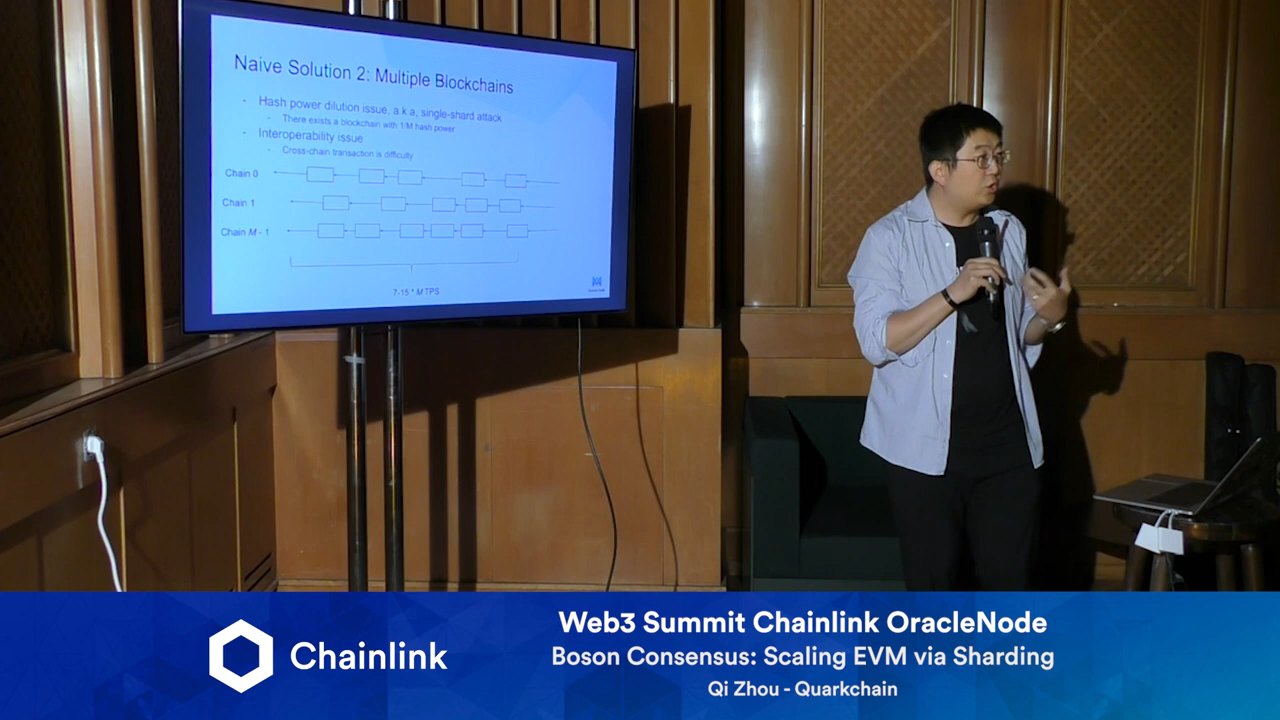 Naive Solution 2: Multiple Blockchains
- Hash power dilution issue, a.k.a, single-shard attack
- There exists a blockchain with 1/M hash power
- Interoperability issue
- Cross-chain transaction is difficulty
Chain 0
Chain 1
Chain M - 1
7-15 * M TPS
Chainlink
Web3 Summit Chainlink OracleNode
Boson Consensus: Scaling EVM via Sharding
Qi Zhou - Quarkchain